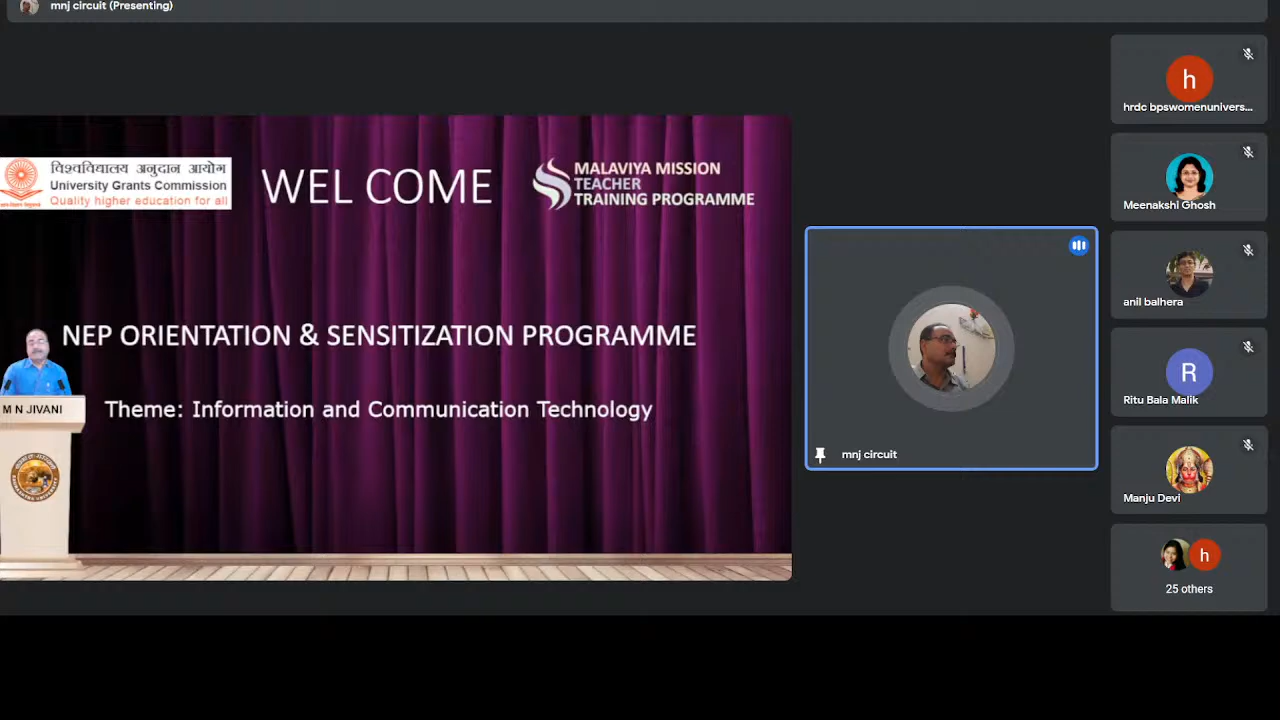 mnj circuit (Presenting)
विश्वविद्यालय अनुदान आयोग
University Grants Commission
Quality higher education for all
WEL COME
MALAVIYA MISSION
TEACHER
TRAINING PROGRAMME
NEP ORIENTATION & SENSITIZATION PROGRAMME
Theme: Information and Communication Technology
M N JIVANI
mnj circuit
h
hrdc bpswomenunivers...
Meenakshi Ghosh
anil balhera
R
Ritu Bala Malik
Manju Devi
h
25 others